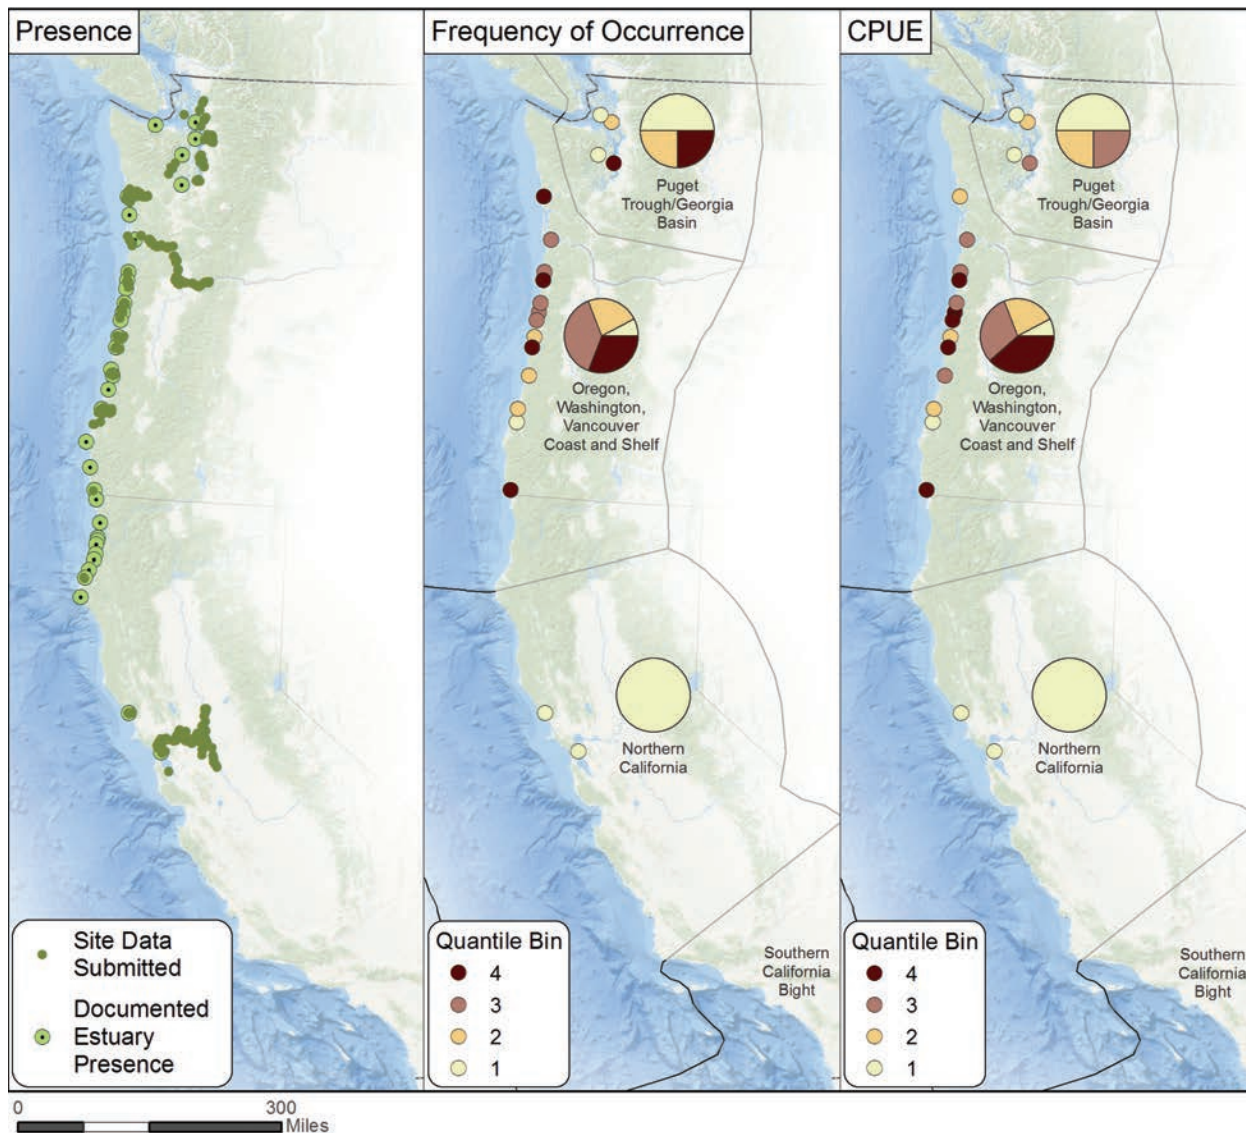 Presence
Frequency of Occurrence
CPUE
Puget
Trough/Georgia
Basin
Puget
Trough/Georgia
Basin
Oregon,
Washington,
Vancouver
Coast and Shelf
Oregon,
Washington,
Vancouver
Coast and Shelf
Northern
California
Northern
California
Site Data
Submitted
Documented
Estuary
Presence
Quantile Bin
4
3
2
1
Southern
California
Bight
Quantile Bin
4
3
2
1
Southern
California
Bight
0
300
Miles